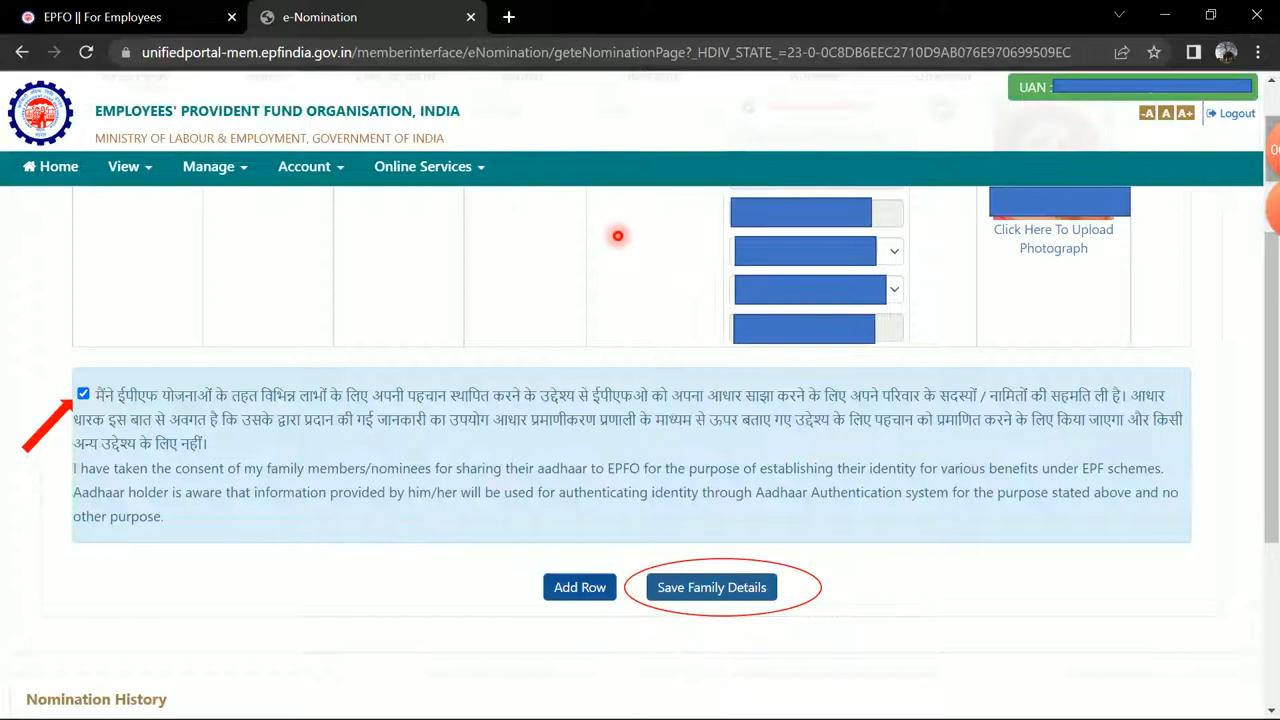 EPFO || For Employees
e-Nomination
unifiedportal-mem.epfindia.gov.in/memberinterface/eNomination/geteNominationPage?_HDIV_STATE_=23-0-0C8DB6EEC2710D9AB076E970699509EC
UAN :
EMPLOYEES' PROVIDENT FUND ORGANISATION, INDIA
MINISTRY OF LABOUR & EMPLOYMENT, GOVERNMENT OF INDIA
-A A A+ Logout
Home View Manage Account Online Services
Click Here To Upload
Photograph
मैंने ईपीएफ योजनाओं के तहत विभिन्न लाभों के लिए अपनी पहचान स्थापित करने के उद्देश्य से ईपीएफओ को अपना आधार साझा करने के लिए अपने परिवार के सदस्यों / नामितों की सहमति ली है। आधार
धारक इस बात से अवगत है कि उसके द्वारा प्रदान की गई जानकारी का उपयोग आधार प्रमाणीकरण प्रणाली के माध्यम से ऊपर बताए गए उद्देश्य के लिए पहचान को प्रमाणित करने के लिए किया जाएगा और किसी
अन्य उद्देश्य के लिए नहीं।
I have taken the consent of my family members/nominees for sharing their aadhaar to EPFO for the purpose of establishing their identity for various benefits under EPF schemes.
Aadhaar holder is aware that information provided by him/her will be used for authenticating identity through Aadhaar Authentication system for the purpose stated above and no
other purpose.
Add Row Save Family Details
Nomination History